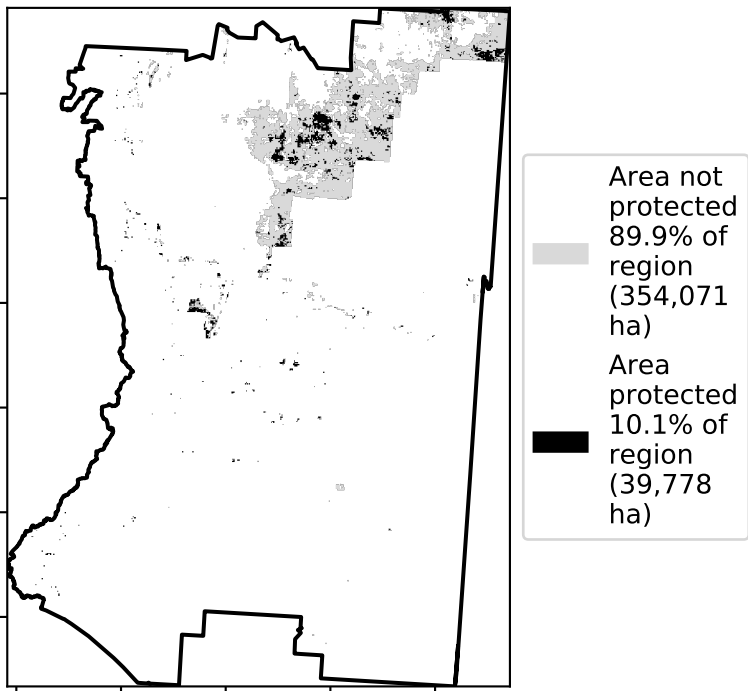 Area not
protected
89.9% of
region
(354,071
ha)
Area
protected
10.1% of
region
(39,778
ha)